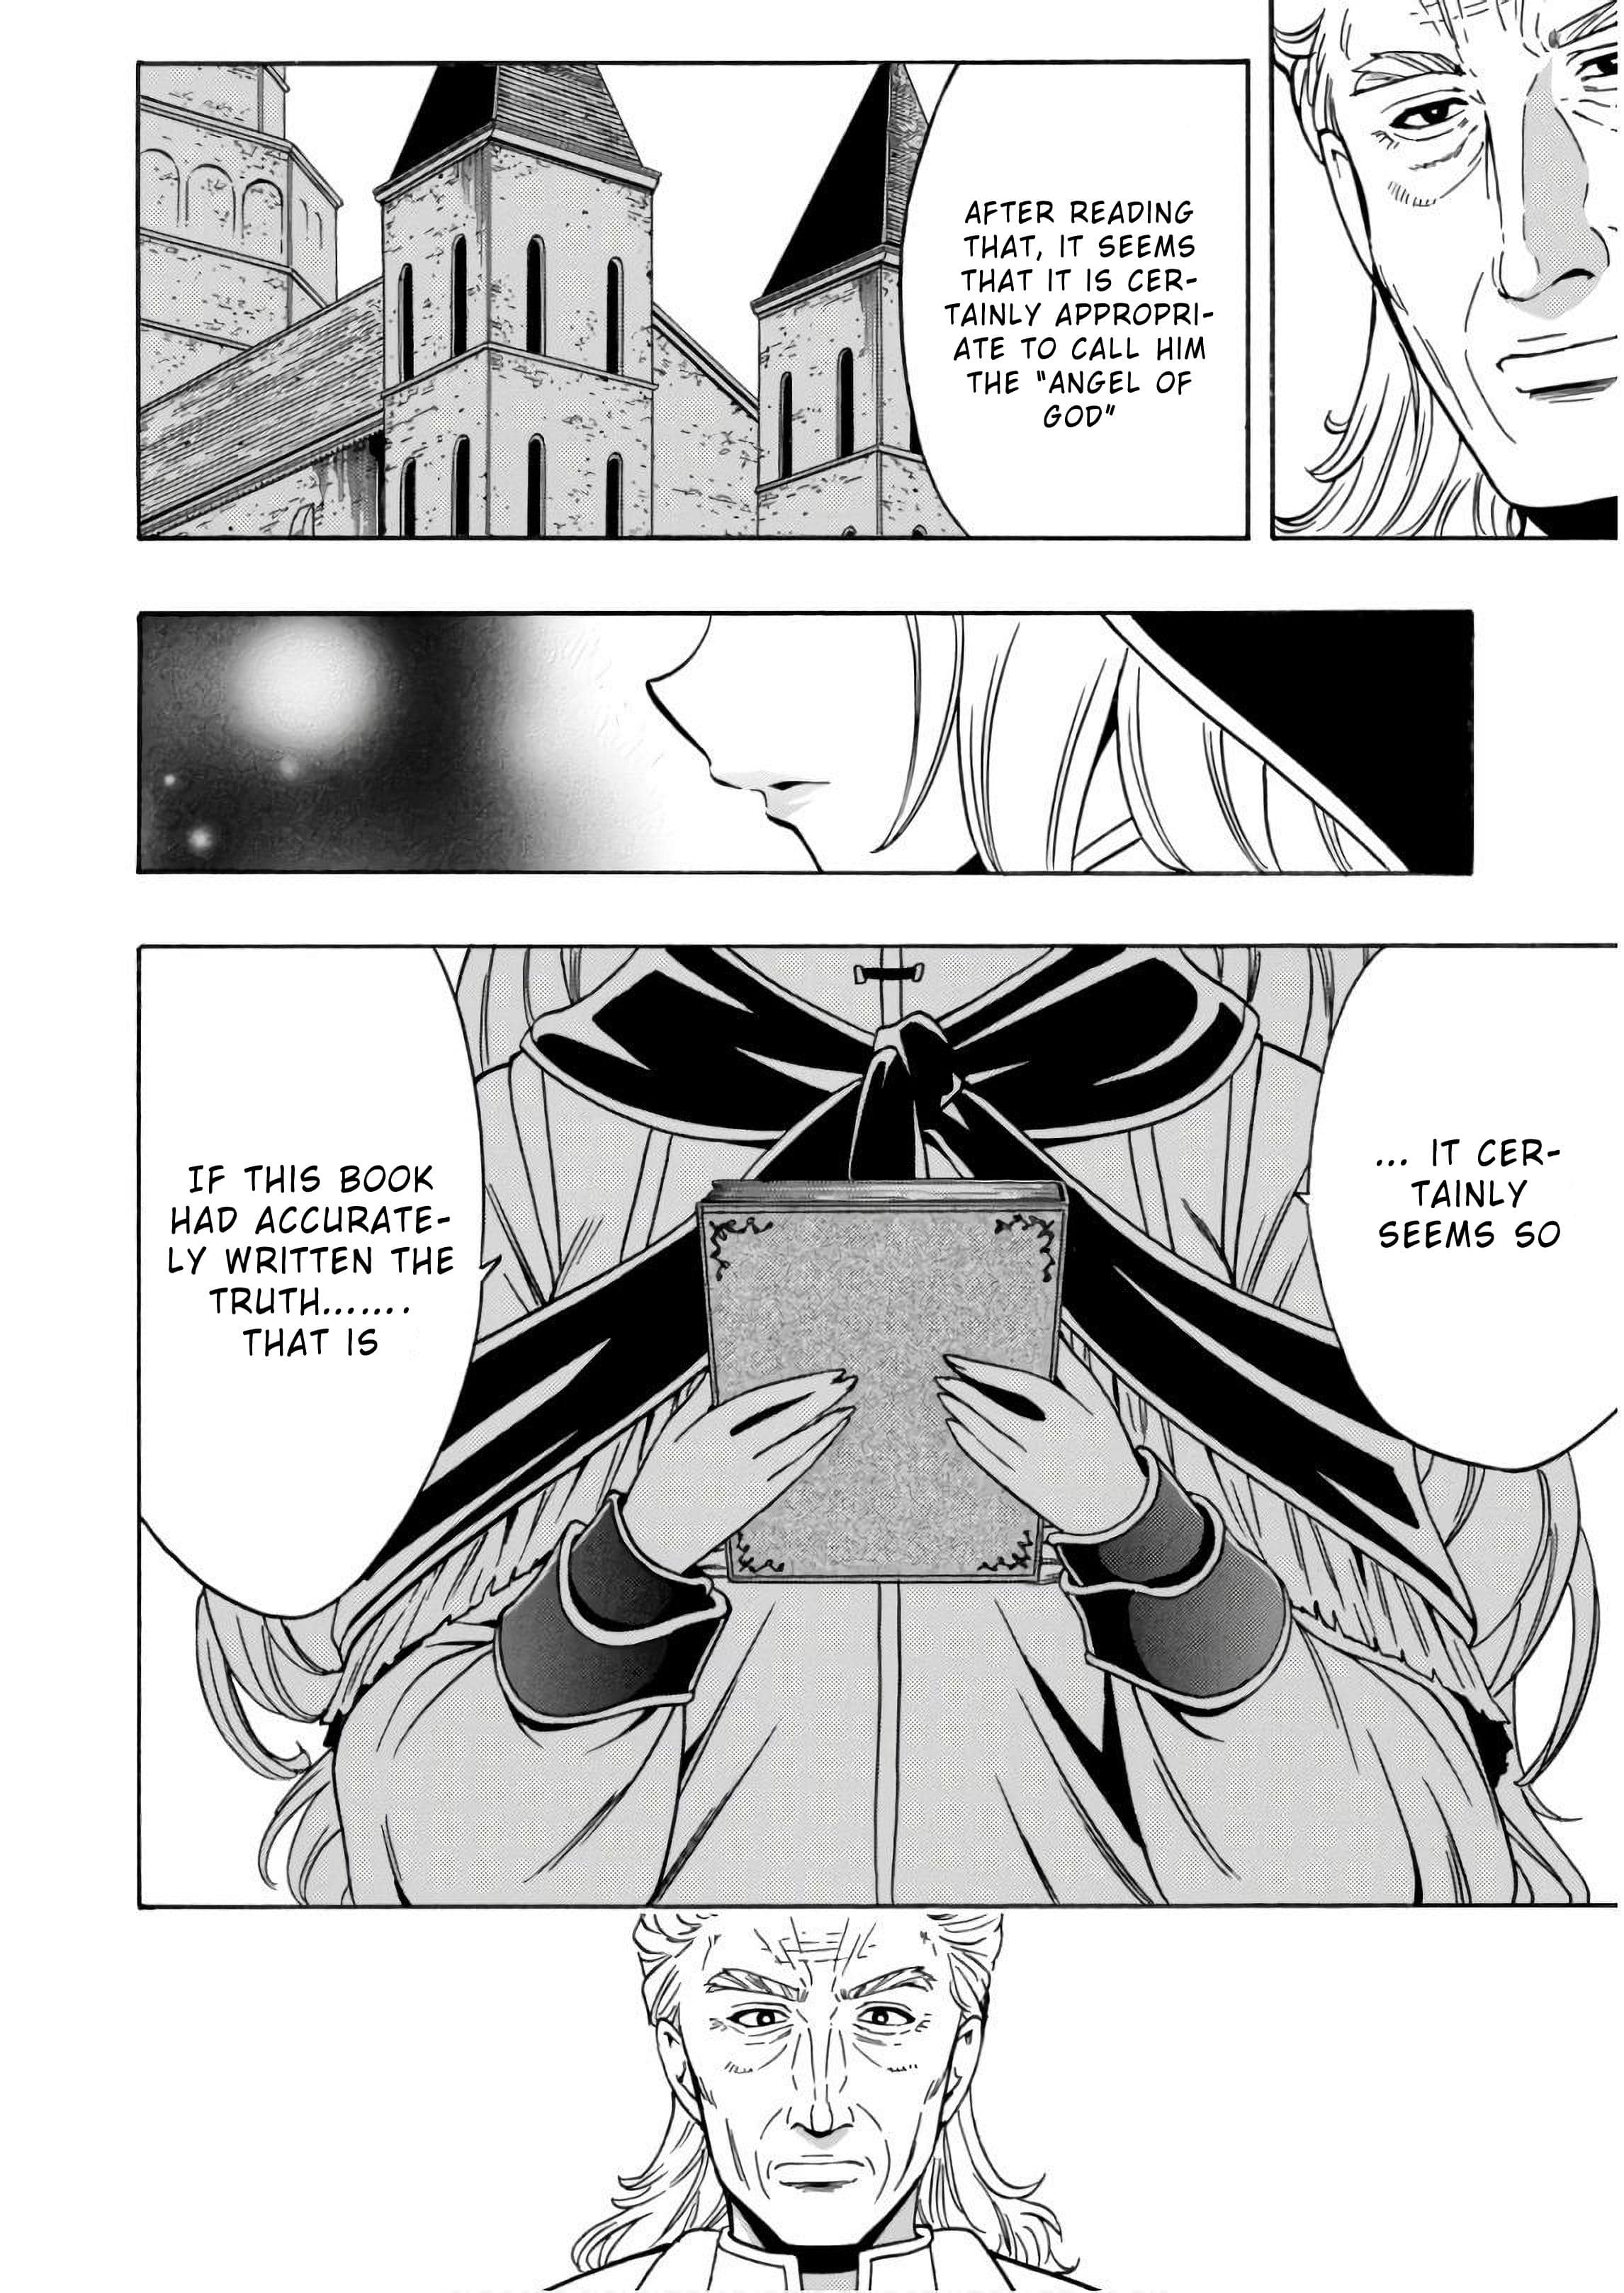 AFTER READING
THAT, IT SEEMS
THAT IT IS CER-
TAINLY APPROPRI-
ATE TO CALL HIM
THE "ANGEL OF
GOD"
... IT CER-
TAINLY
SEEMS SO
IF THIS BOOK
HAD ACCURATE-
LY WRITTEN THE
TRUTH.......
THAT IS